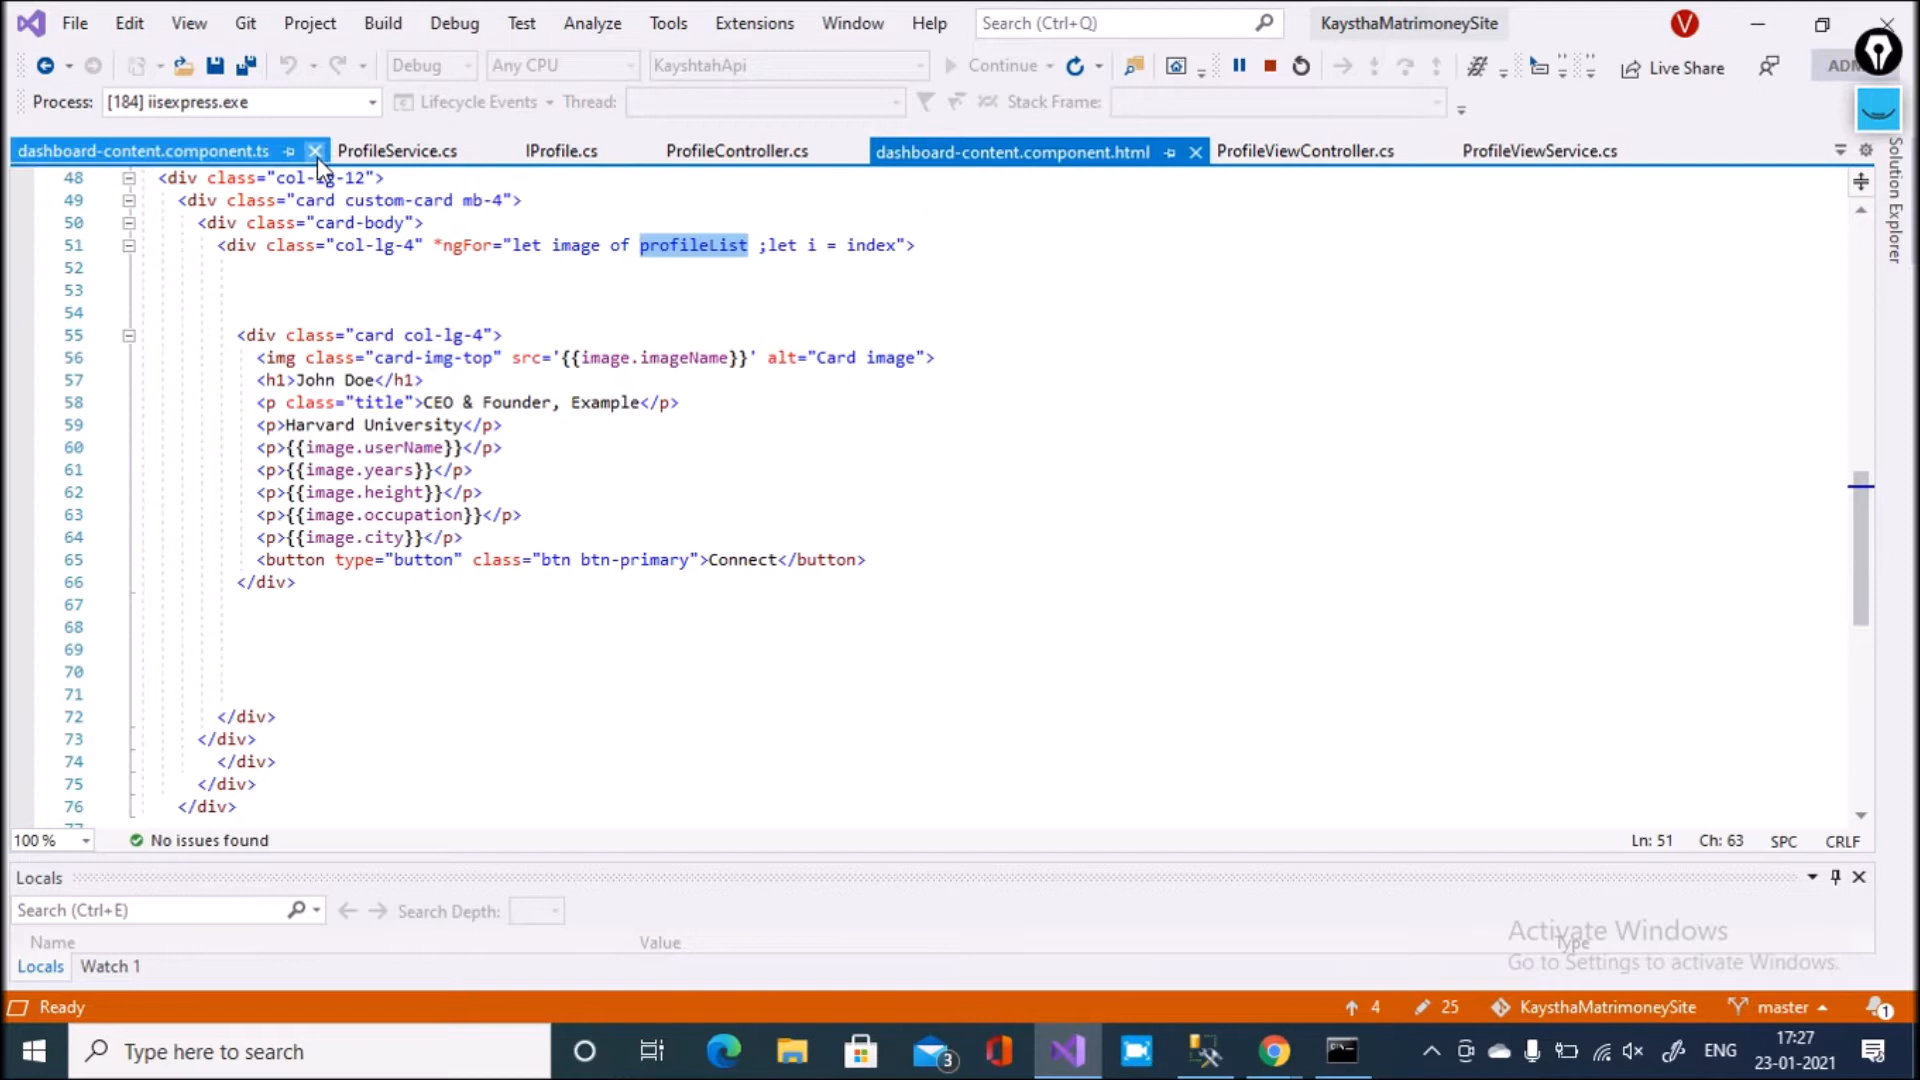 File Edit View Git Project Build Debug Test Analyze Tools Extensions Window Help Search (Ctrl+Q) KaysthaMatrimoneySite V
Debug Any CPU KayshtahApi Continue Live Share
Process: [184] iisexpress.exe Lifecycle Events Thread: Stack Frame:
dashboard-content.component.ts ProfileService.cs IProfile.cs ProfileController.cs dashboard-content.component.html ProfileViewController.cs ProfileViewService.cs
Solution Explorer
48 <div class="col-lg-12">
49 <div class="card custom-card mb-4">
50 <div class="card-body">
51 <div class="col-lg-4" *ngFor="let image of profileList ;let i = index">
52
53
54
55 <div class="card col-lg-4">
56 <img class="card-img-top" src='{{image.imageName}}' alt="Card image">
57 <h1>John Doe</h1>
58 <p class="title">CEO & Founder, Example</p>
59 <p>Harvard University</p>
60 <p>{{image.userName}}</p>
61 <p>{{image.years}}</p>
62 <p>{{image.height}}</p>
63 <p>{{image.occupation}}</p>
64 <p>{{image.city}}</p>
65 <button type="button" class="btn btn-primary">Connect</button>
66 </div>
67
68
69
70
71
72 </div>
73 </div>
74 </div>
75 </div>
76 </div>
100 % No issues found Ln: 51 Ch: 63 SPC CRLF
Locals
Search (Ctrl+E) Search Depth:
Name Value Type
Locals Watch 1
Activate Windows
Go to Settings to activate Windows.
Ready 4 25 KaysthaMatrimoneySite master 1
Type here to search 3 ENG 17:27
23-01-2021